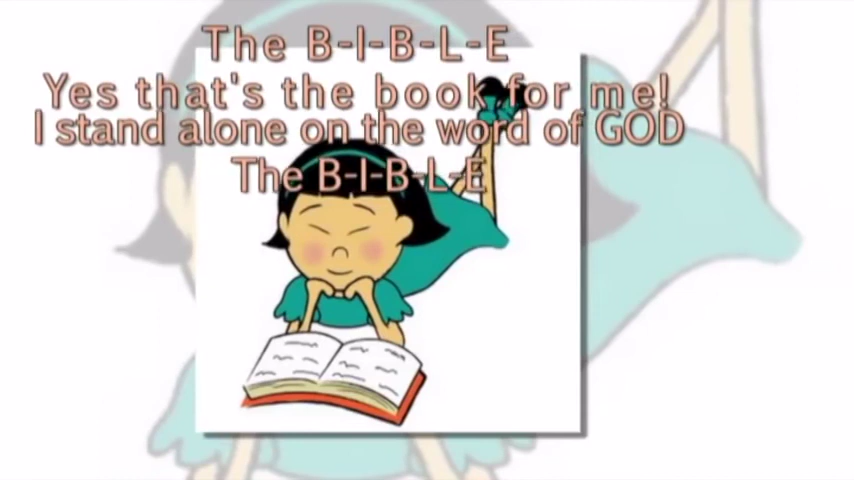 The B-I-B-L-E
Yes that's the book for me!
I stand alone on the word of GOD
The B-I-B-L-E